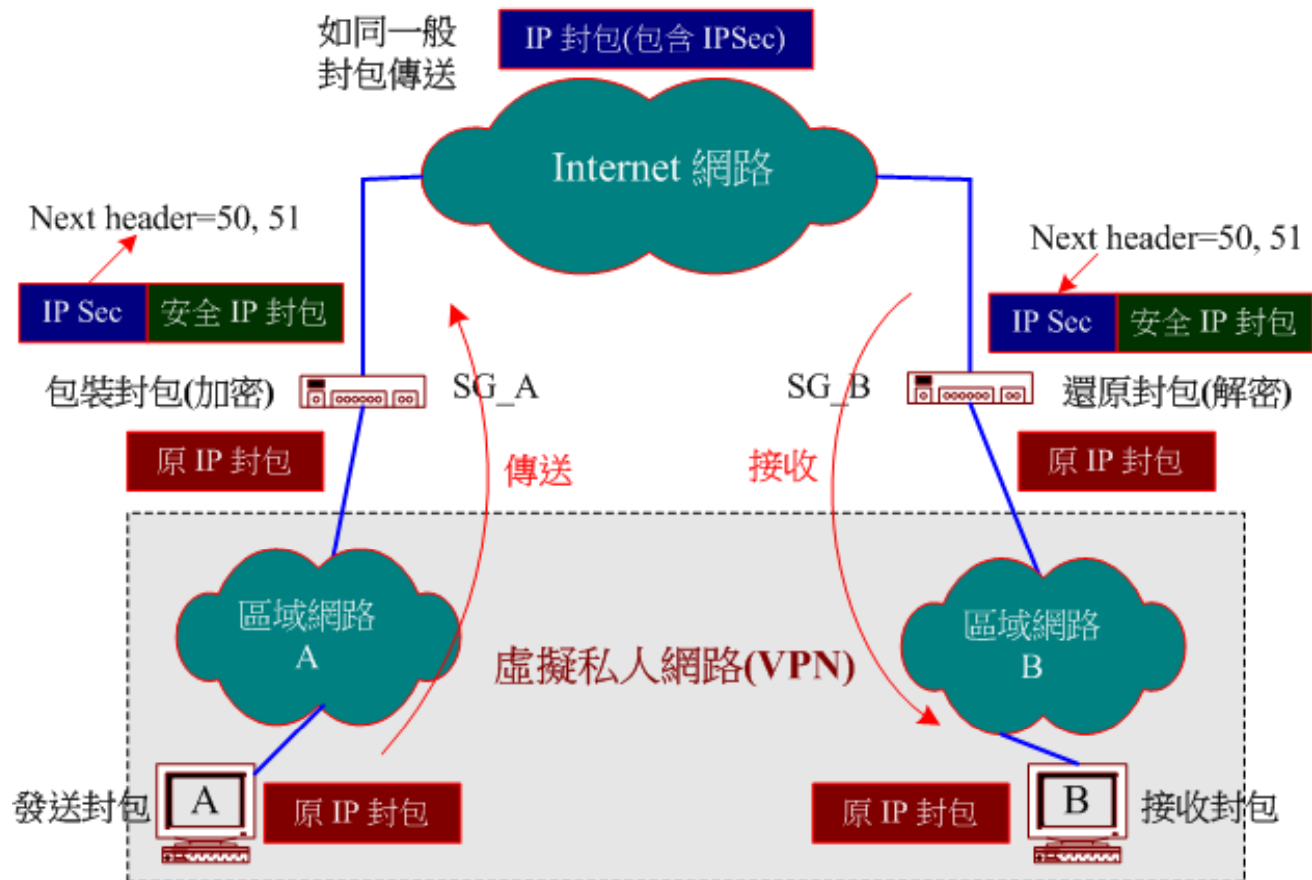 如同一般
封包傳送
IP 封包(包含 IPSec)
Internet 網路
Next header=50, 51
Next header=50, 51
IP Sec
安全 IP 封包
IP Sec
安全 IP 封包
包裝封包(加密)
SG_A
SG_B
還原封包(解密)
原 IP 封包
傳送
接收
原 IP 封包
區域網路
A
虛擬私人網路(VPN)
區域網路
B
發送封包
A
原 IP 封包
原 IP 封包
B
接收封包